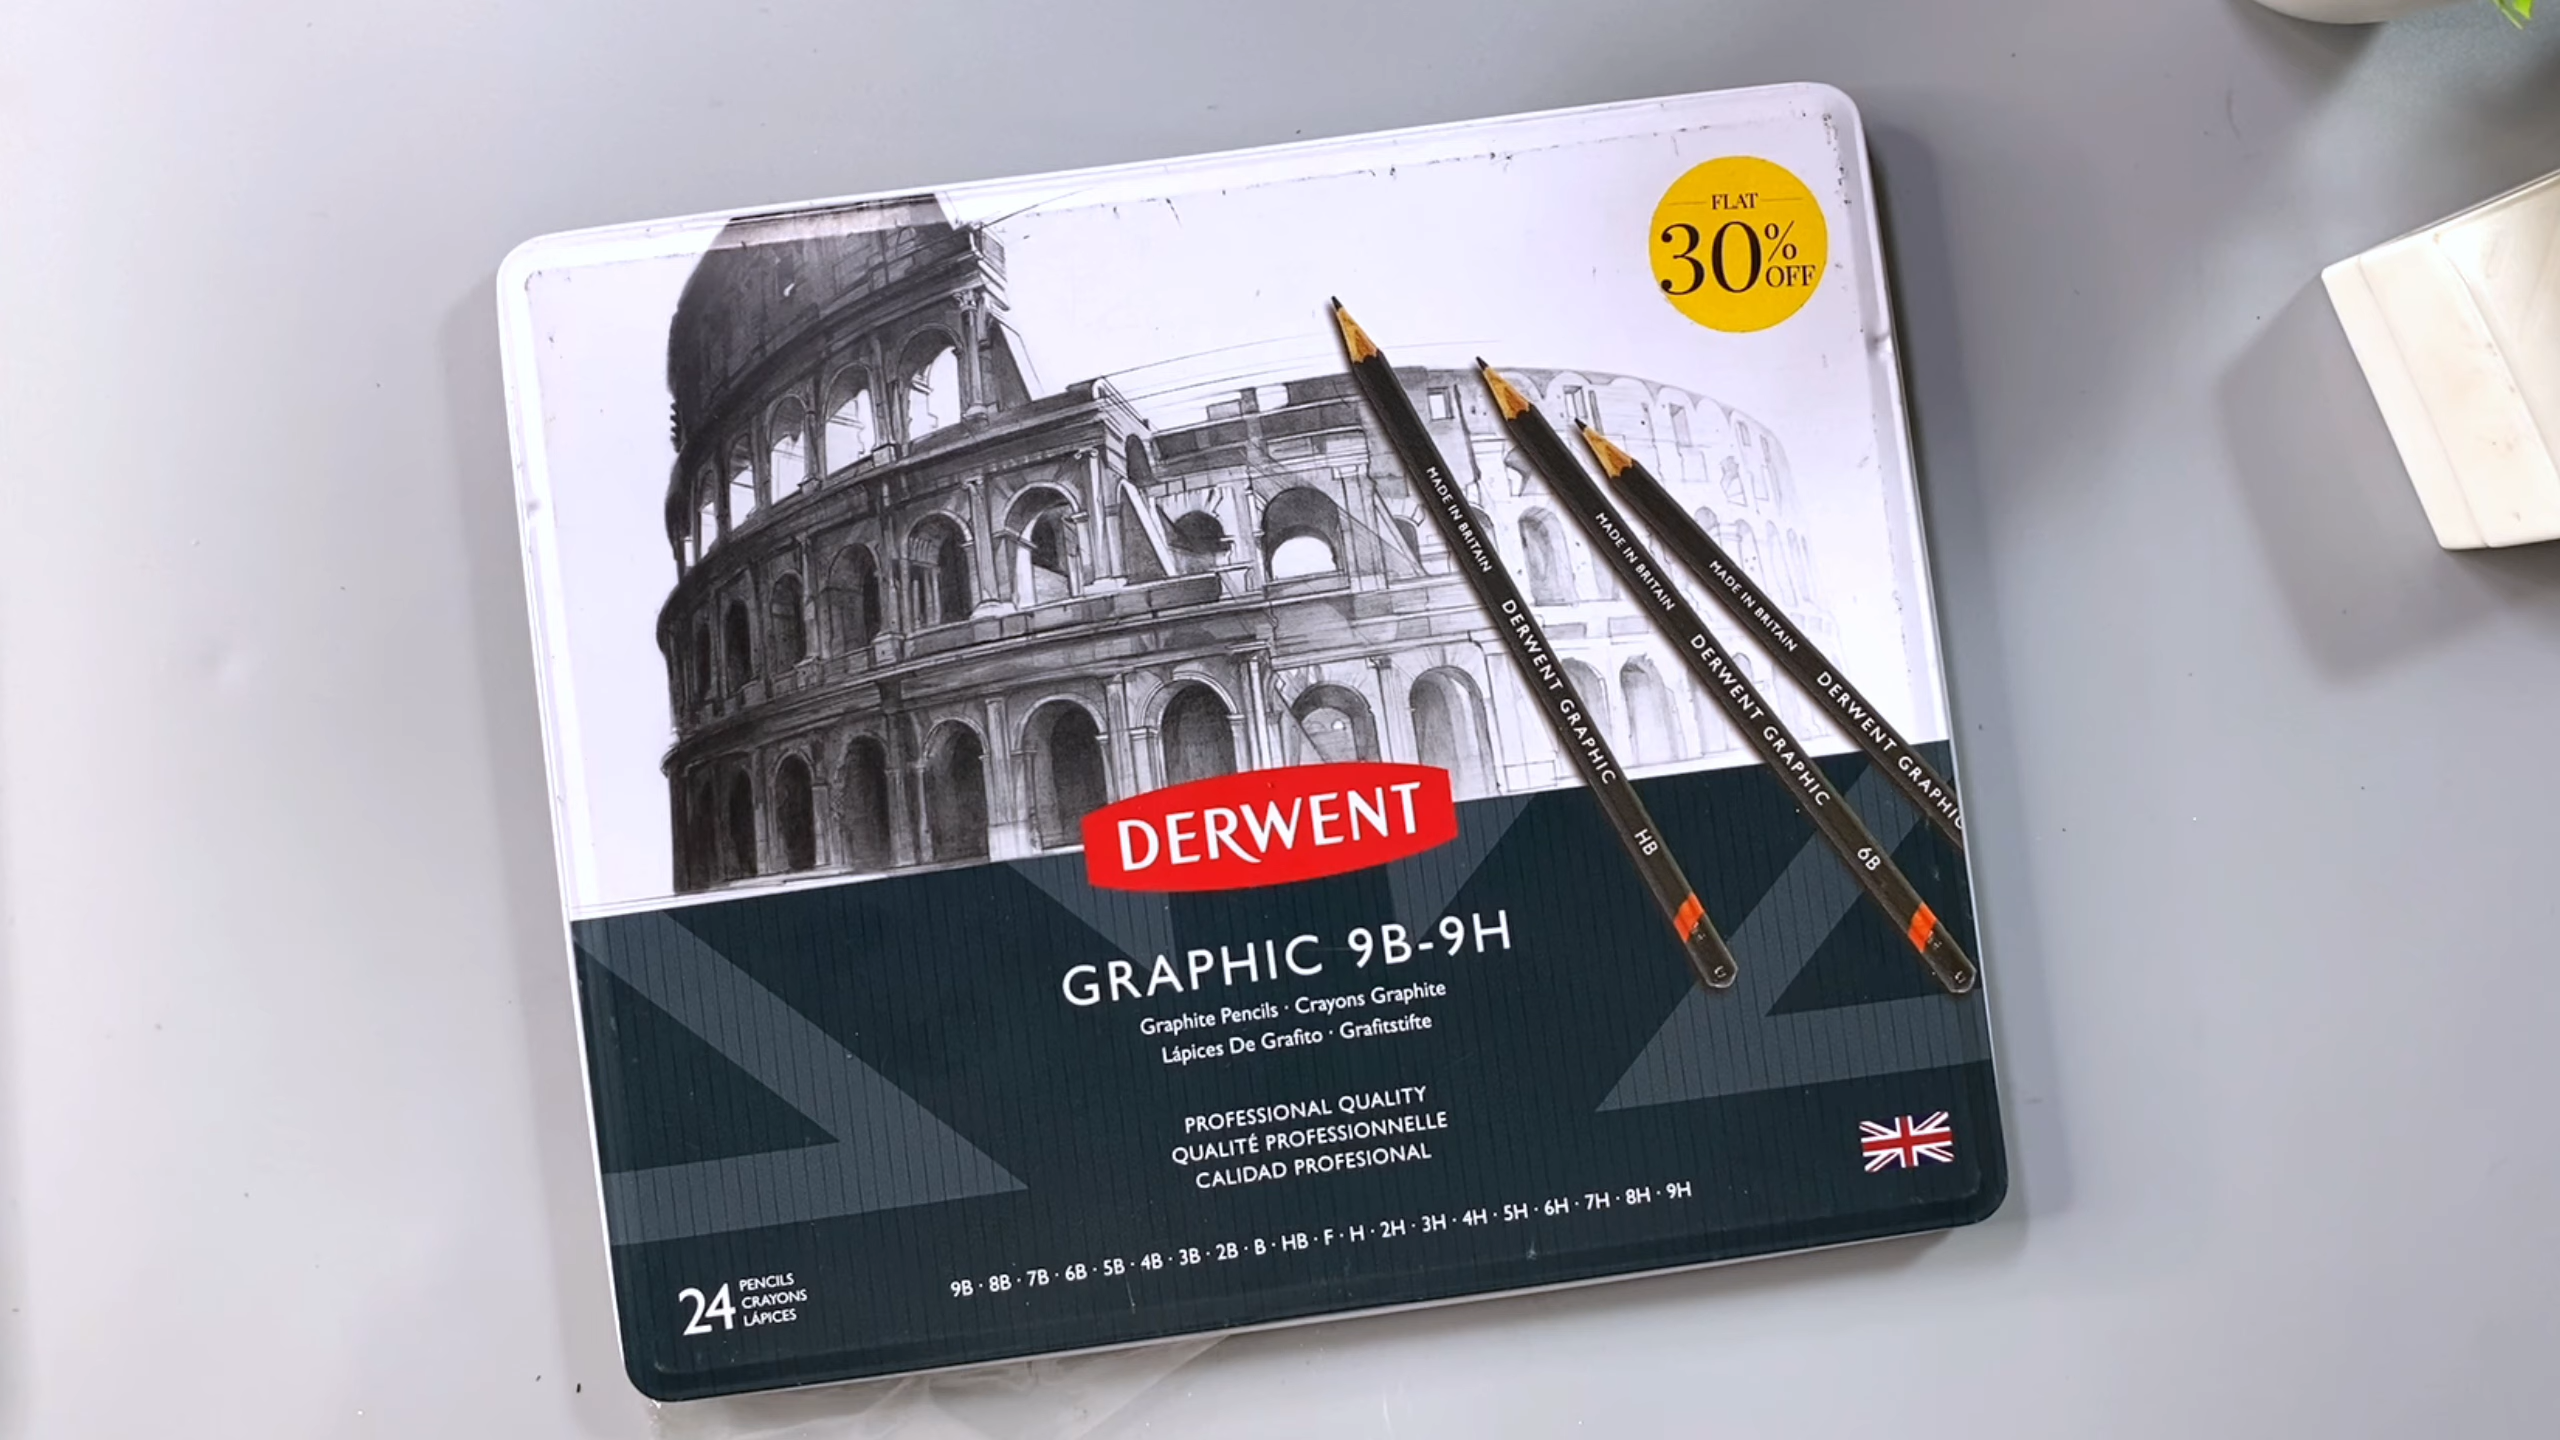 FLAT
30% OFF
MADE IN BRITAIN DERWENT GRAPHIC HB
MADE IN BRITAIN DERWENT GRAPHIC 6B
MADE IN BRITAIN DERWENT GRAPHIC
DERWENT
GRAPHIC 9B-9H
Graphite Pencils · Crayons Graphite
Lápices De Grafito · Grafitstifte
PROFESSIONAL QUALITY
QUALITÉ PROFESSIONNELLE
CALIDAD PROFESIONAL
9B · 8B · 7B · 6B · 5B · 4B · 3B · 2B · B · HB · F · H · 2H · 3H · 4H · 5H · 6H · 7H · 8H · 9H
24 PENCILS
CRAYONS
LÁPICES